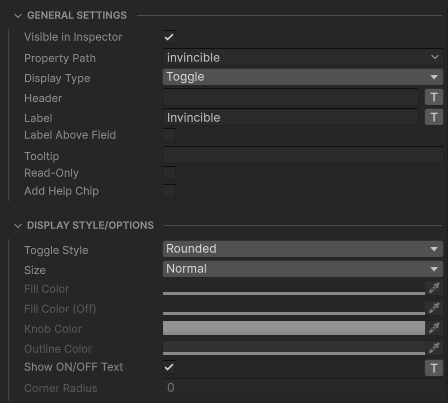 GENERAL SETTINGS
Visible in Inspector
Property Path invincible
Display Type Toggle
Header T
Label Invincible T
Label Above Field
Tooltip
Read-Only
Add Help Chip
DISPLAY STYLE/OPTIONS
Toggle Style Rounded
Size Normal
Fill Color
Fill Color (Off)
Knob Color
Outline Color
Show ON/OFF Text T
Corner Radius 0